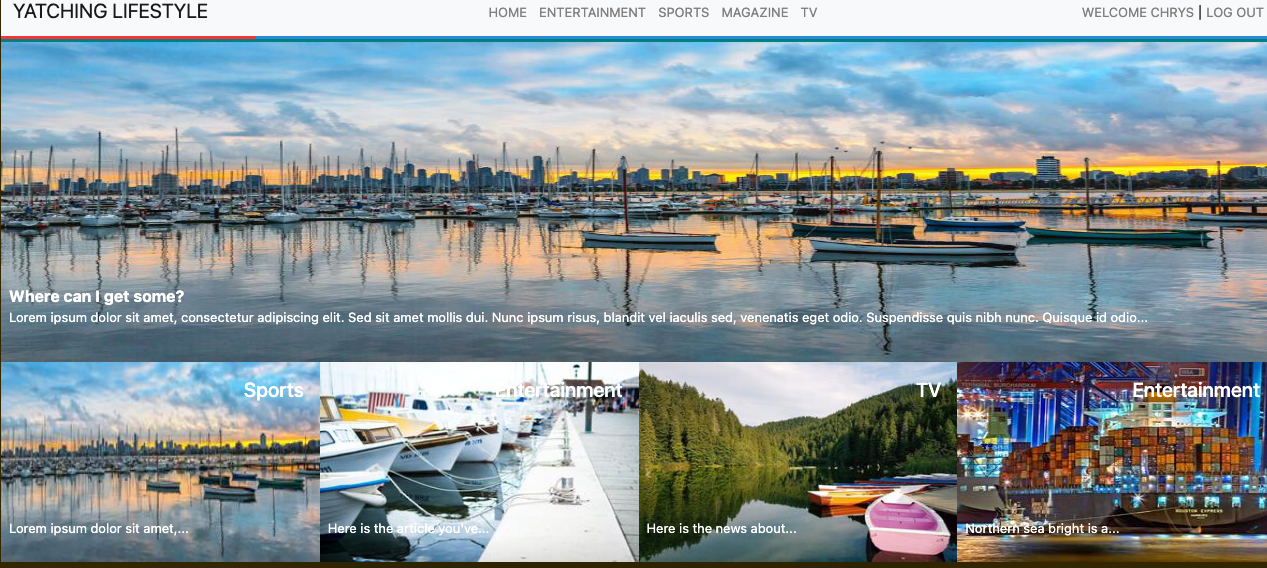 YATCHING LIFESTYLE
HOME ENTERTAINMENT SPORTS MAGAZINE TV
WELCOME CHRYS | LOG OUT
Where can I get some?
Lorem ipsum dolor sit amet, consectetur adipiscing elit. Sed sit amet mollis dui. Nunc ipsum risus, blandit vel iaculis sed, venenatis eget odio. Suspendisse quis nibh nunc. Quisque id odio...
Sports
Lorem ipsum dolor sit amet,...
Entertainment
Here is the article you've...
TV
Here is the news about...
Entertainment
HOUSTON EXPRESS
Northern sea bright is a...